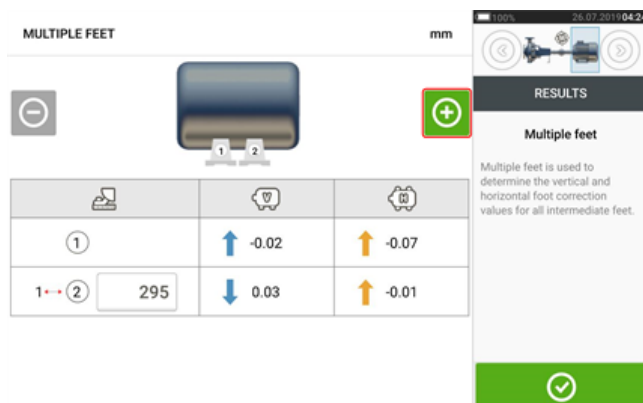 MULTIPLE FEET
mm
1
2
1
-0.02
-0.07
1
2
295
0.03
-0.01
100%
26.07.2019 04:24
RESULTS
Multiple feet
Multiple feet is used to
determine the vertical and
horizontal foot correction
values for all intermediate feet.